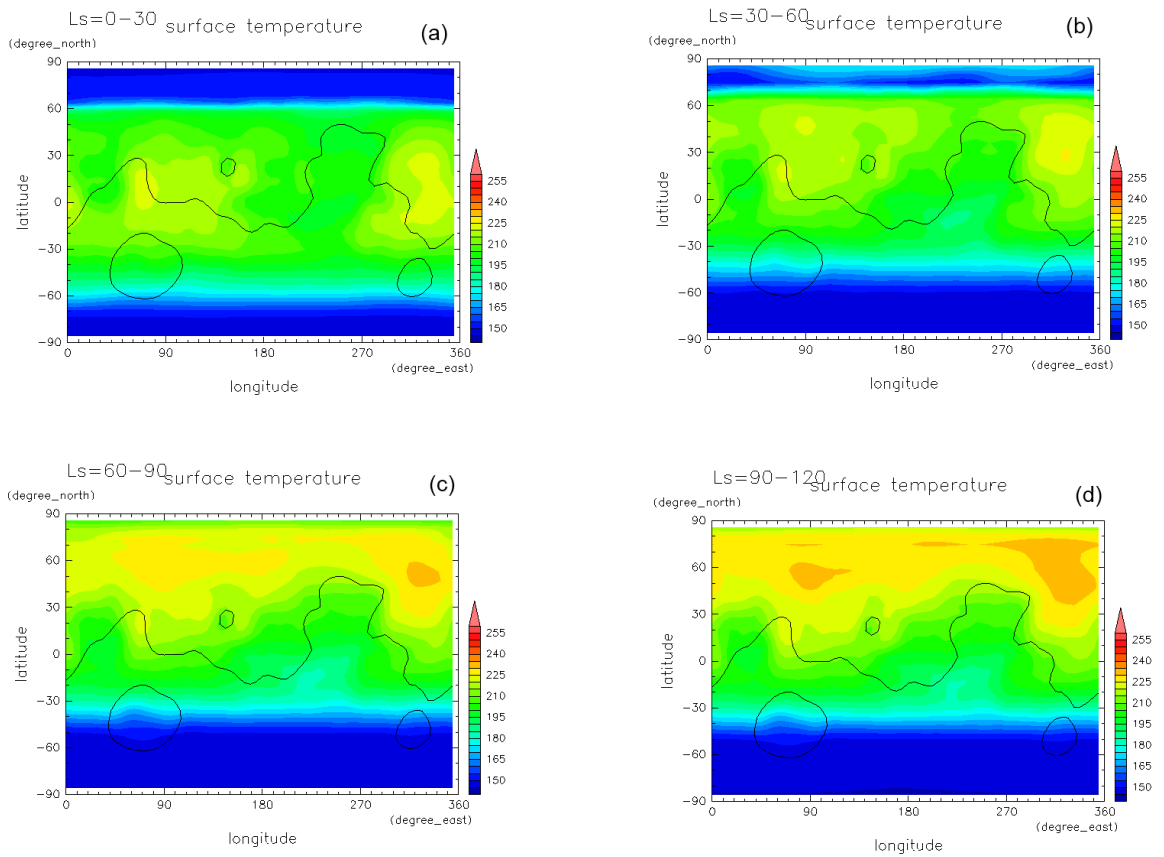 Ls=0−30 surface temperature (a)
(degree_north)
90
60
30
0
−30
−60
−90
latitude
0 90 180 270 360
(degree_east)
longitude
255
240
225
210
195
180
165
150
Ls=30−60 surface temperature (b)
(degree_north)
90
60
30
0
−30
−60
−90
latitude
0 90 180 270 360
(degree_east)
longitude
255
240
225
210
195
180
165
150
Ls=60−90 surface temperature (c)
(degree_north)
90
60
30
0
−30
−60
−90
latitude
0 90 180 270 360
(degree_east)
longitude
255
240
225
210
195
180
165
150
Ls=90−120 surface temperature (d)
(degree_north)
90
60
30
0
−30
−60
−90
latitude
0 90 180 270 360
(degree_east)
longitude
255
240
225
210
195
180
165
150